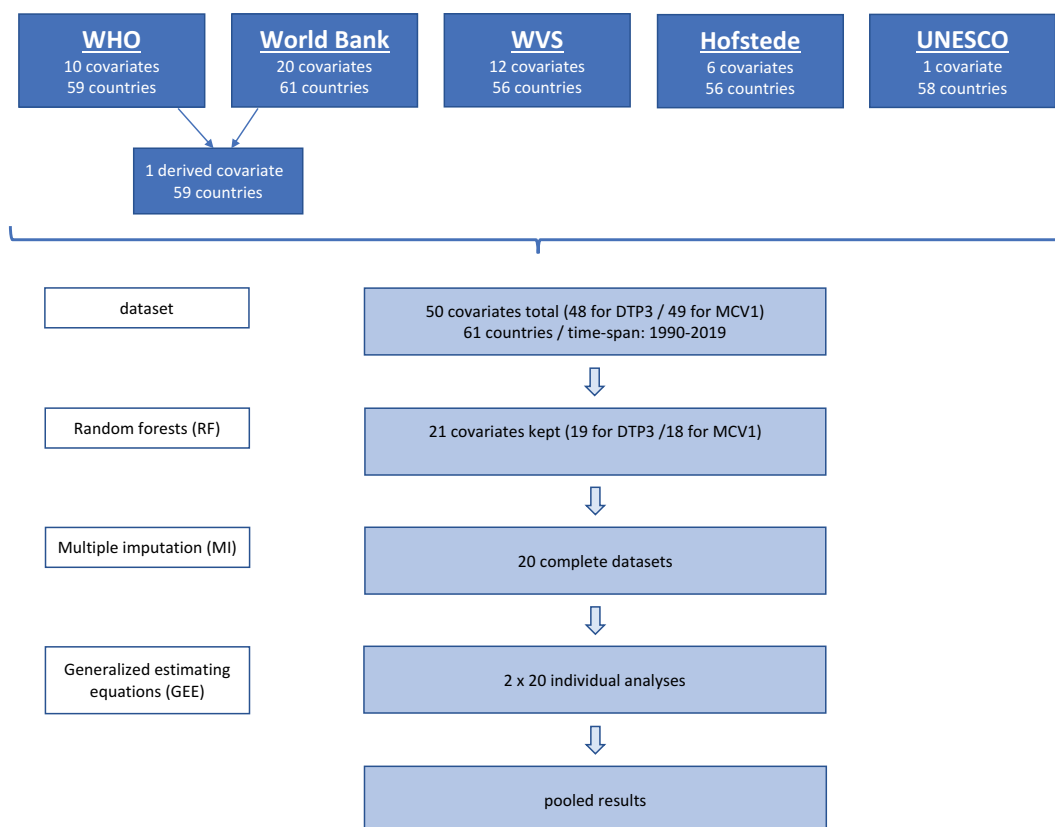 WHO
10 covariates
59 countries
World Bank
20 covariates
61 countries
WVS
12 covariates
56 countries
Hofstede
6 covariates
56 countries
UNESCO
1 covariate
58 countries
1 derived covariate
59 countries
dataset
50 covariates total (48 for DTP3 / 49 for MCV1)
61 countries / time-span: 1990-2019
Random forests (RF)
21 covariates kept (19 for DTP3 /18 for MCV1)
Multiple imputation (MI)
20 complete datasets
Generalized estimating
equations (GEE)
2 x 20 individual analyses
pooled results